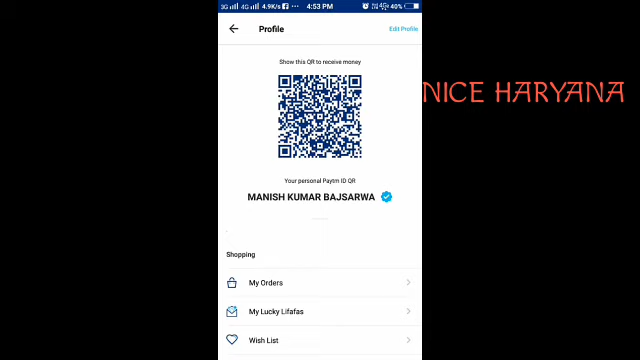 3G 4G 4.9K/s ... 4:53 PM 4G 40%
Profile Edit Profile
Show this QR to receive money
NICE HARYANA
Your personal Paytm ID QR
MANISH KUMAR BAJSARWA
Shopping
My Orders
My Lucky Lifafas
Wish List